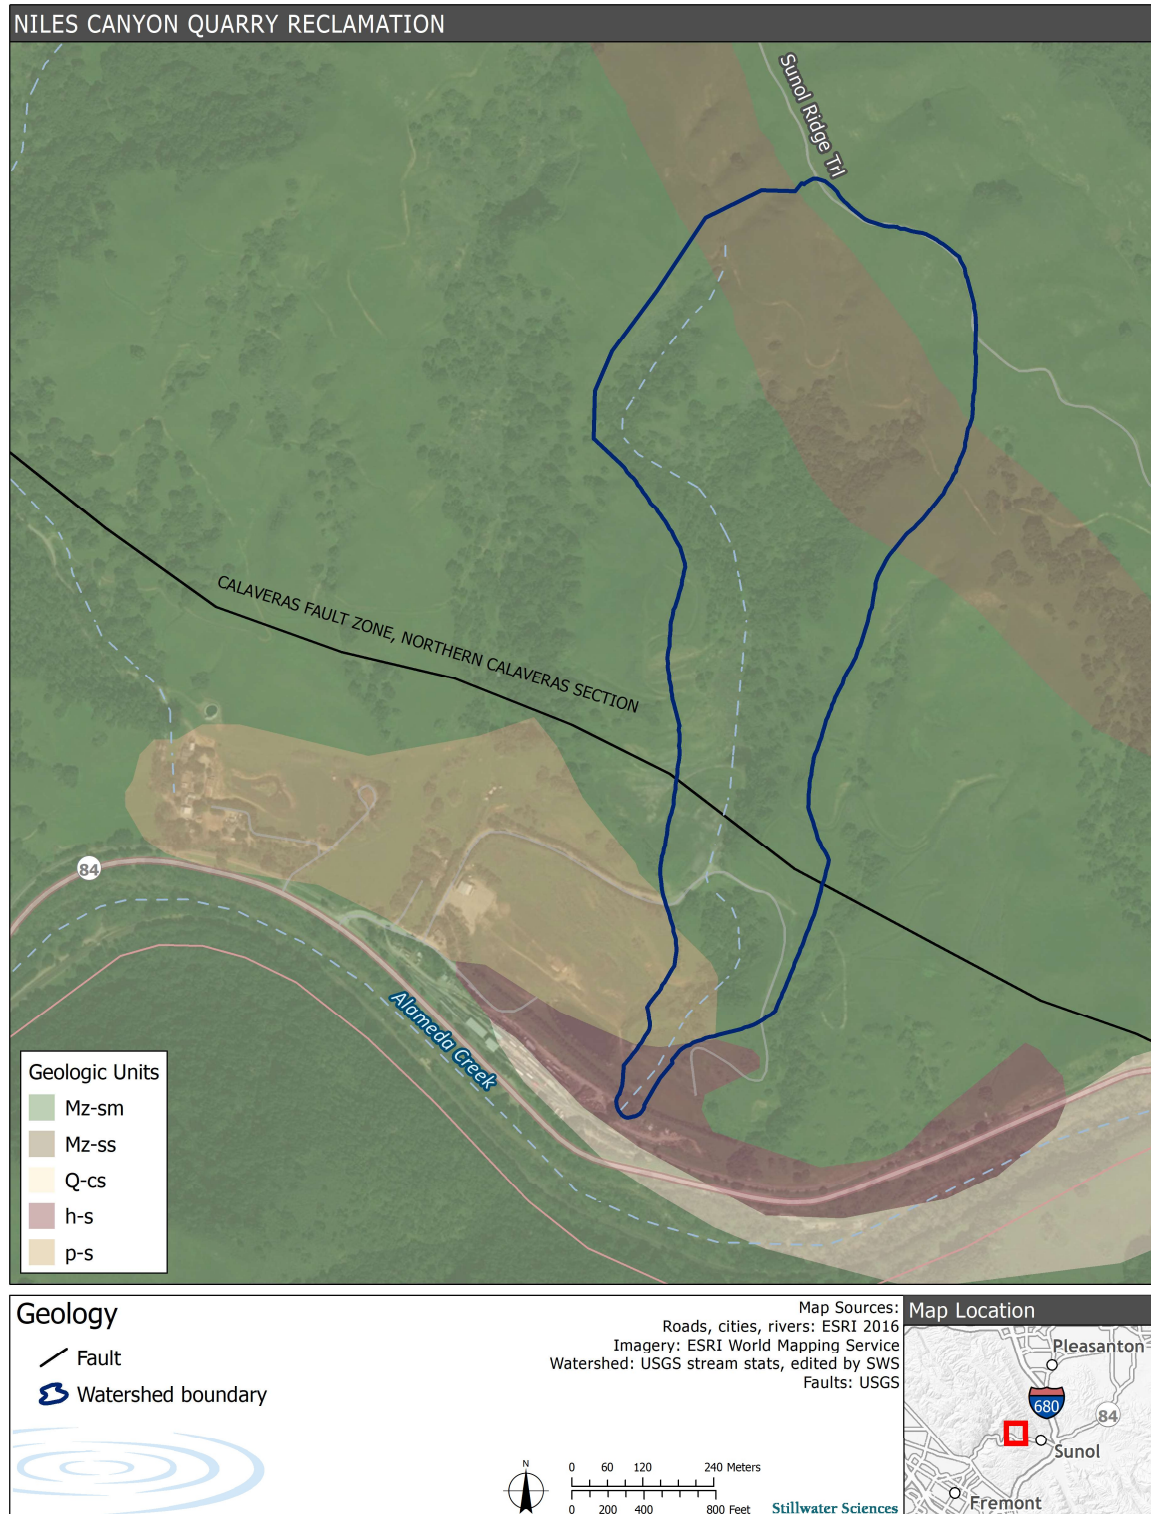 NILES CANYON QUARRY RECLAMATION
Sunol Ridge Trl
CALAVERAS FAULT ZONE, NORTHERN CALAVERAS SECTION
84
Alameda Creek
Geologic Units
Mz-sm
Mz-ss
Q-cs
h-s
p-s
Geology
Fault
Watershed boundary
Map Sources:
Roads, cities, rivers: ESRI 2016
Imagery: ESRI World Mapping Service
Watershed: USGS stream stats, edited by SWS
Faults: USGS
N
0 60 120 240 Meters
0 200 400 800 Feet
Stillwater Sciences
Map Location
Pleasanton
680
84
Sunol
Fremont